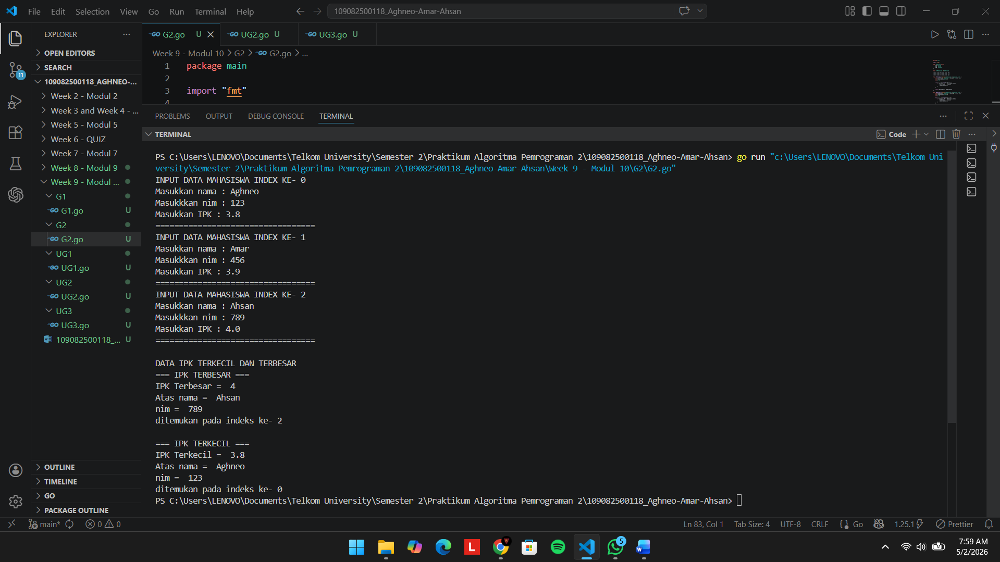 File Edit Selection View Go Run Terminal Help
109082500118_Aghneo-Amar-Ahsan
EXPLORER
OPEN EDITORS
SEARCH
109082500118_AGHNEO-...
Week 2 - Modul 2
Week 3 and Week 4 - ...
Week 5 - Modul 5
Week 6 - QUIZ
Week 7 - Modul 7
Week 8 - Modul 9
Week 9 - Modul ...
G1
G1.go U
G2
G2.go U
UG1
UG1.go U
UG2
UG2.go U
UG3
UG3.go U
109082500118_... U
OUTLINE
TIMELINE
GO
PACKAGE OUTLINE
11
G2.go U
UG2.go U
UG3.go U
Week 9 - Modul 10 > G2 > G2.go > ...
1 package main
2
3 import "fmt"
4
PROBLEMS OUTPUT DEBUG CONSOLE TERMINAL
TERMINAL
Code
PS C:\Users\LENOVO\Documents\Telkom University\Semester 2\Praktikum Algoritma Pemrograman 2\109082500118_Aghneo-Amar-Ahsan> go run "c:\Users\LENOVO\Documents\Telkom Uni
versity\Semester 2\Praktikum Algoritma Pemrograman 2\109082500118_Aghneo-Amar-Ahsan\Week 9 - Modul 10\G2\G2.go"
INPUT DATA MAHASISWA INDEX KE- 0
Masukkan nama : Aghneo
Masukkkan nim : 123
Masukkan IPK : 3.8
==================================
INPUT DATA MAHASISWA INDEX KE- 1
Masukkan nama : Amar
Masukkkan nim : 456
Masukkan IPK : 3.9
==================================
INPUT DATA MAHASISWA INDEX KE- 2
Masukkan nama : Ahsan
Masukkkan nim : 789
Masukkan IPK : 4.0
==================================
DATA IPK TERKECIL DAN TERBESAR
=== IPK TERBESAR ===
IPK Terbesar =  4
Atas nama =  Ahsan
nim =  789
ditemukan pada indeks ke- 2
=== IPK TERKECIL ===
IPK Terkecil =  3.8
Atas nama =  Aghneo
nim =  123
ditemukan pada indeks ke- 0
PS C:\Users\LENOVO\Documents\Telkom University\Semester 2\Praktikum Algoritma Pemrograman 2\109082500118_Aghneo-Amar-Ahsan>
main* 0 0
Ln 83, Col 1 Tab Size: 4 UTF-8 CRLF Go 1.25.1 Prettier
L
5
W
7:59 AM
5/2/2026